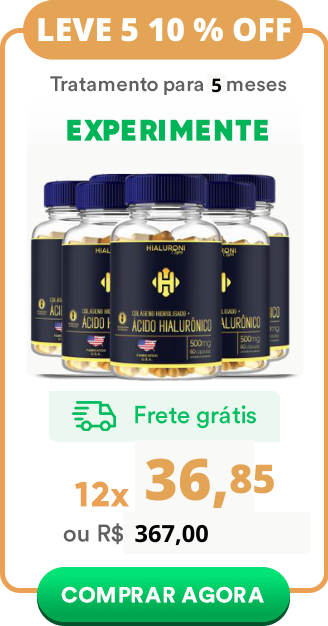 LEVE 5 10 % OFF
Tratamento para 5 meses
EXPERIMENTE
HIALURONI
COLÁGENO HIDROLISADO +
ÁCIDO HIALURÔNICO
500mg
60 cápsulas
FABRICATION
U.S.A.
Frete grátis
12x 36,85
ou R$ 367,00
COMPRAR AGORA